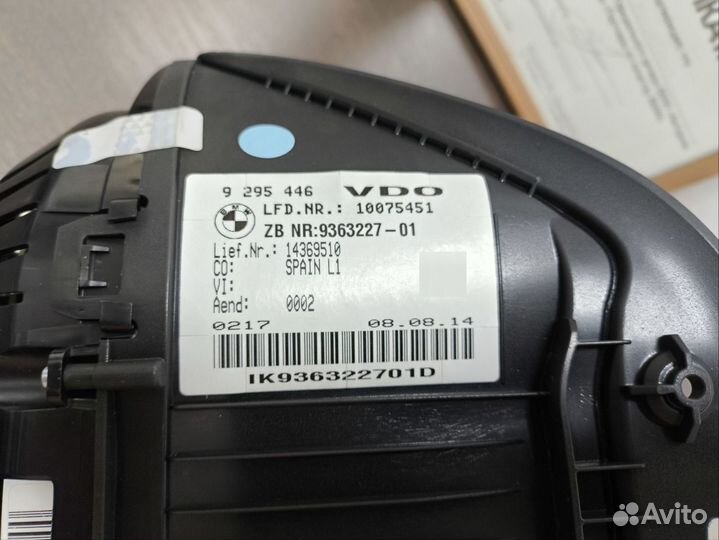 9 295 446 VDO
BMW
LFD.NR.: 10075451
ZB NR:9363227-01
Lief.Nr.: 14369510
CO: SPAIN L1
VI:
Aend: 0002
0217 08.08.14
IK936322701D
Avito